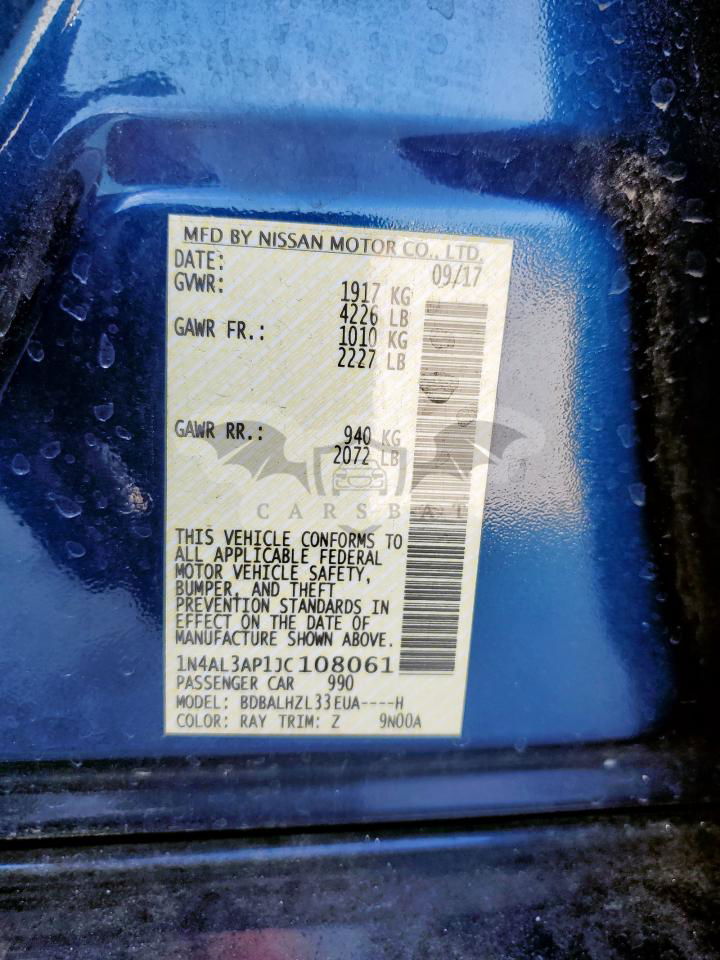 MFD BY NISSAN MOTOR CO., LTD.
DATE: 09/17
GVWR: 1917 KG
4226 LB
GAWR FR.: 1010 KG
2227 LB
GAWR RR.: 940 KG
2072 LB
CARSBAT
THIS VEHICLE CONFORMS TO
ALL APPLICABLE FEDERAL
MOTOR VEHICLE SAFETY,
BUMPER, AND THEFT
PREVENTION STANDARDS IN
EFFECT ON THE DATE OF
MANUFACTURE SHOWN ABOVE.
1N4AL3AP1JC108061
PASSENGER CAR 990
MODEL: BDBALHZL33EUA----H
COLOR: RAY TRIM: Z 9N00A